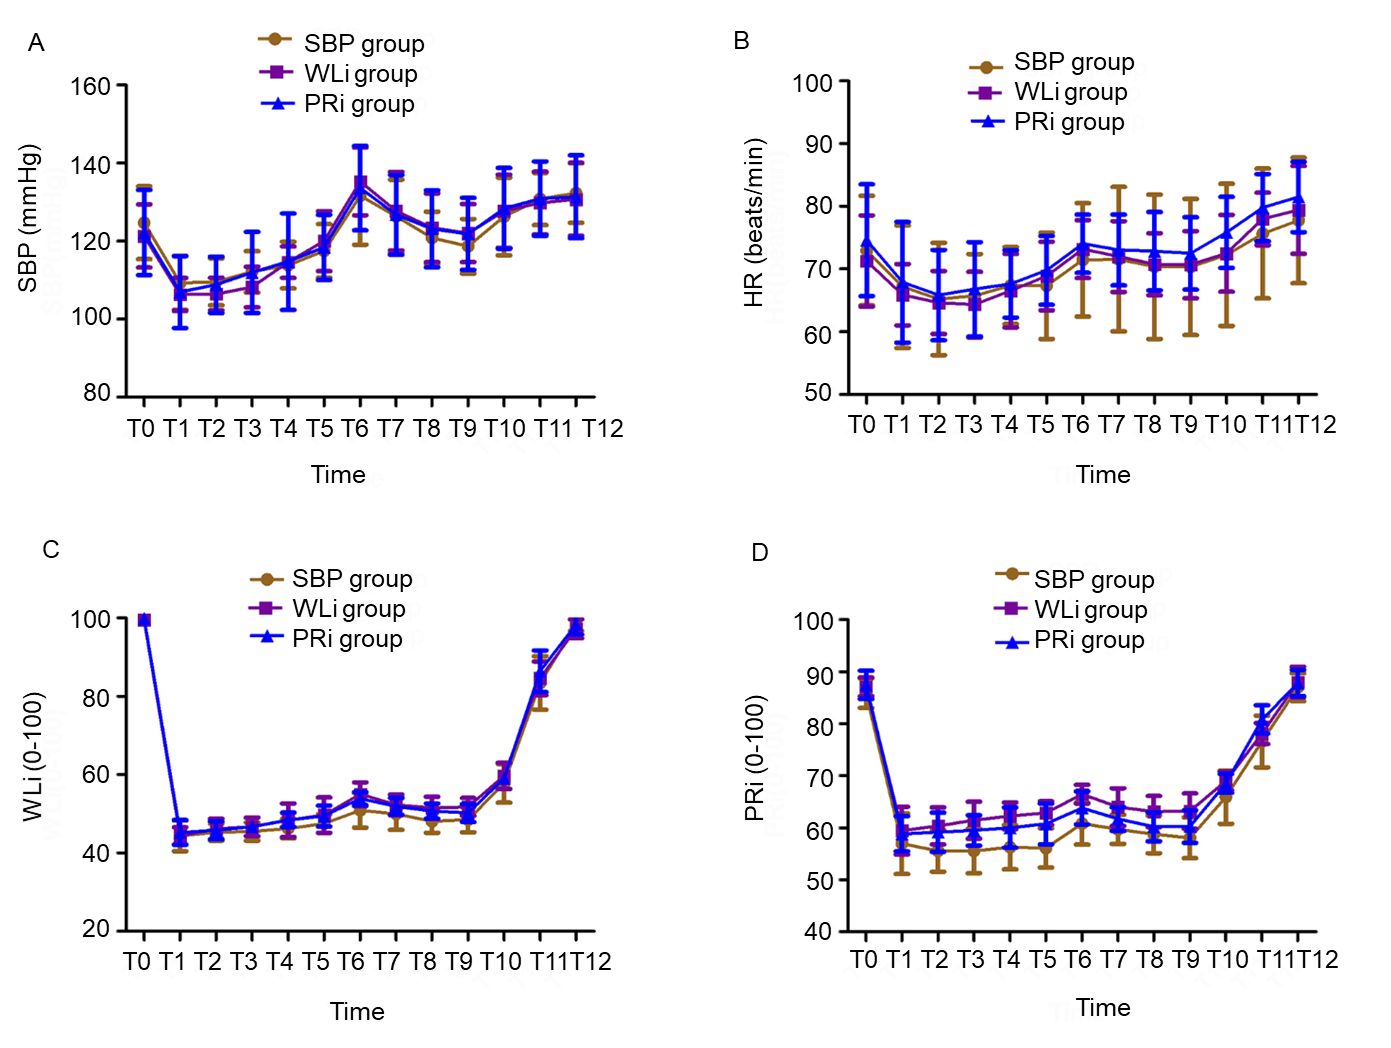 A
SBP group
WLi group
PRi group
SBP (mmHg)
160
140
120
100
80
T0 T1 T2 T3 T4 T5 T6 T7 T8 T9 T10 T11 T12
Time
B
SBP group
WLi group
PRi group
HR (beats/min)
100
90
80
70
60
50
T0 T1 T2 T3 T4 T5 T6 T7 T8 T9 T10 T11T12
Time
C
SBP group
WLi group
PRi group
WLi (0-100)
100
80
60
40
20
T0 T1 T2 T3 T4 T5 T6 T7 T8 T9 T10 T11T12
Time
D
SBP group
WLi group
PRi group
PRi (0-100)
100
90
80
70
60
50
40
T0 T1 T2 T3 T4 T5 T6 T7 T8 T9 T10 T11T12
Time